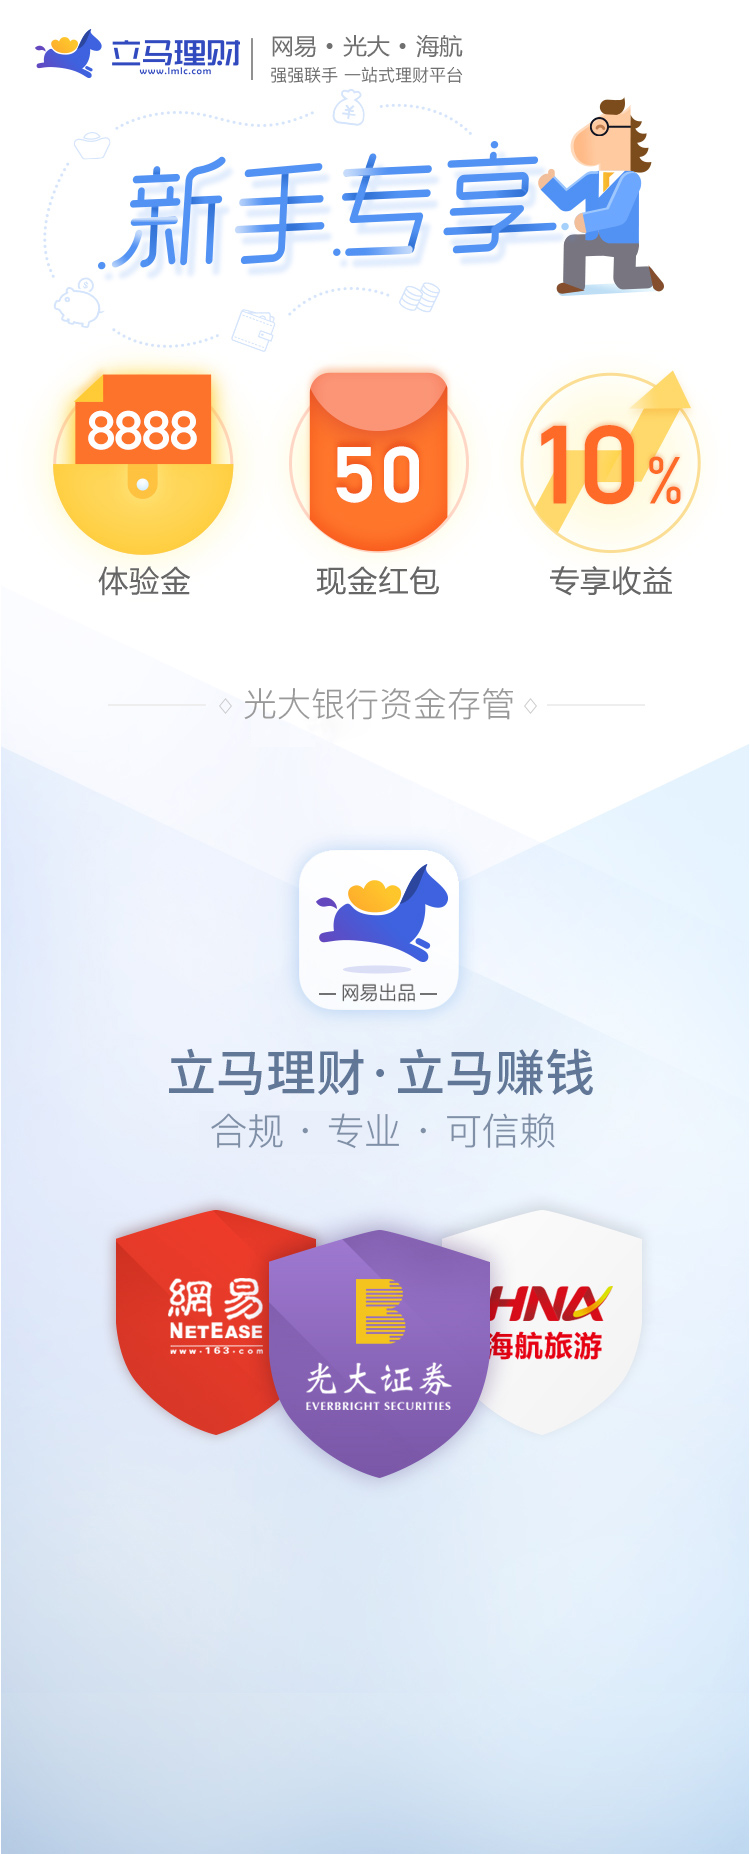 立马理财
www.lmlc.com
网易·光大·海航
强强联手 一站式理财平台
新手专享
8888
50
10%
体验金
现金红包
专享收益
光大银行资金存管
网易出品
立马理财·立马赚钱
合规 · 专业 · 可信赖
網易
NETEASE
www.163.com
光大证券
EVERBRIGHT SECURITIES
HNA
海航旅游